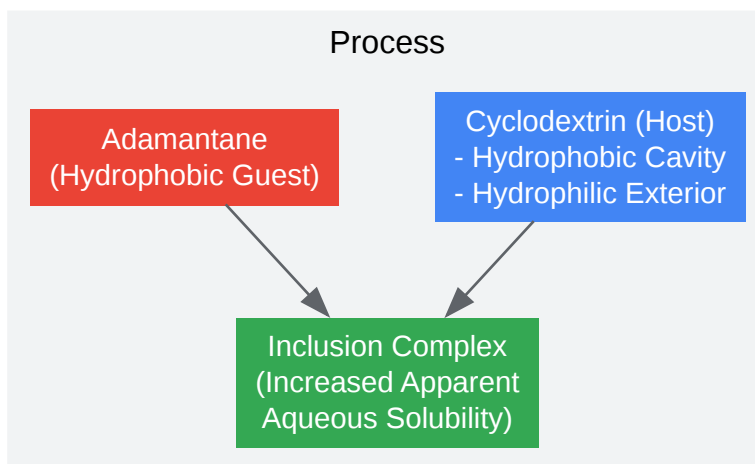 Process
Adamantane
(Hydrophobic Guest)
Cyclodextrin (Host)
- Hydrophobic Cavity
- Hydrophilic Exterior
Inclusion Complex
(Increased Apparent
Aqueous Solubility)